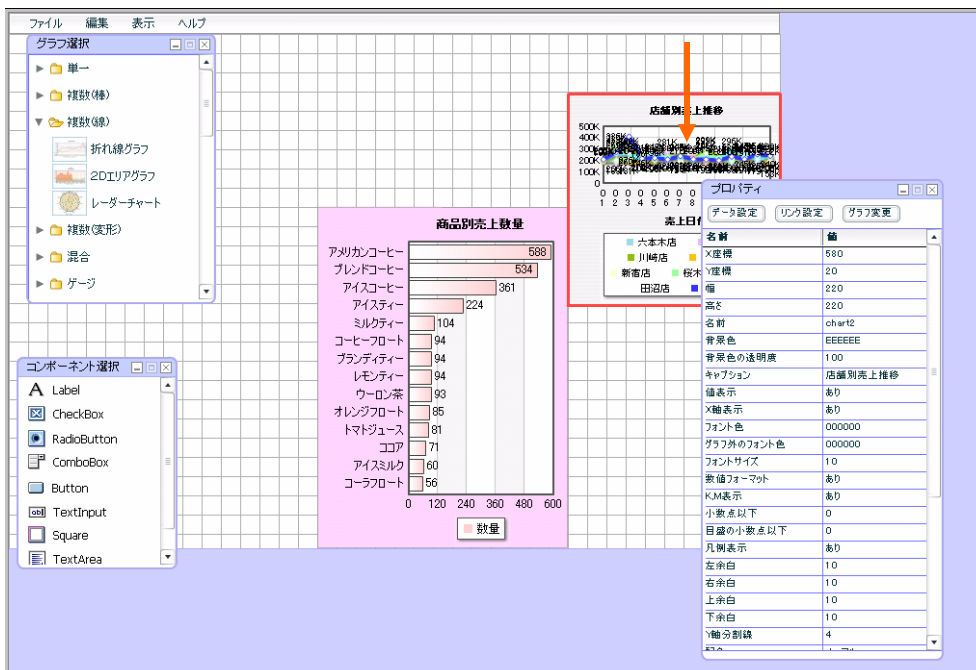 ファイル 編集 表示 ヘルプ
グラフ選択
単一
複数(棒)
複数(線)
折れ線グラフ
2Dエリアグラフ
レーダーチャート
複数(変形)
混合
ゲージ
コンポーネント選択
Label
CheckBox
RadioButton
ComboBox
Button
TextInput
Square
TextArea
商品別売上数量
アメリカンコーヒー 588
ブレンドコーヒー 534
アイスコーヒー 361
アイスティー 224
ミルクティー 104
コーヒーフロート 94
ブランディティー 94
レモンティー 94
ウーロン茶 93
オレンジフロート 85
トマトジュース 81
ココア 71
アイスミルク 60
コーラフロート 56
0 120 240 360 480 600
数量
店舗別売上推移
500K
400K
300K
200K
100K
0
0 0 0 0 0 0 0
1 2 3 4 5 6 7
売上日付
六本木店
川崎店
新宿店 桜木
田沼店
プロパティ
データ設定 リンク設定 グラフ変更
名前 値
X座標 580
Y座標 20
幅 220
高さ 220
名前 chart2
背景色 EEEEEE
背景色の透明度 100
キャプション 店舗別売上推移
値表示 あり
X軸表示 あり
フォント色 000000
グラフ外のフォント色 000000
フォントサイズ 10
数値フォーマット あり
K,M表示 あり
小数点以下 0
目盛の小数点以下 0
凡例表示 あり
左余白 10
右余白 10
上余白 10
下余白 10
Y軸分割線 4